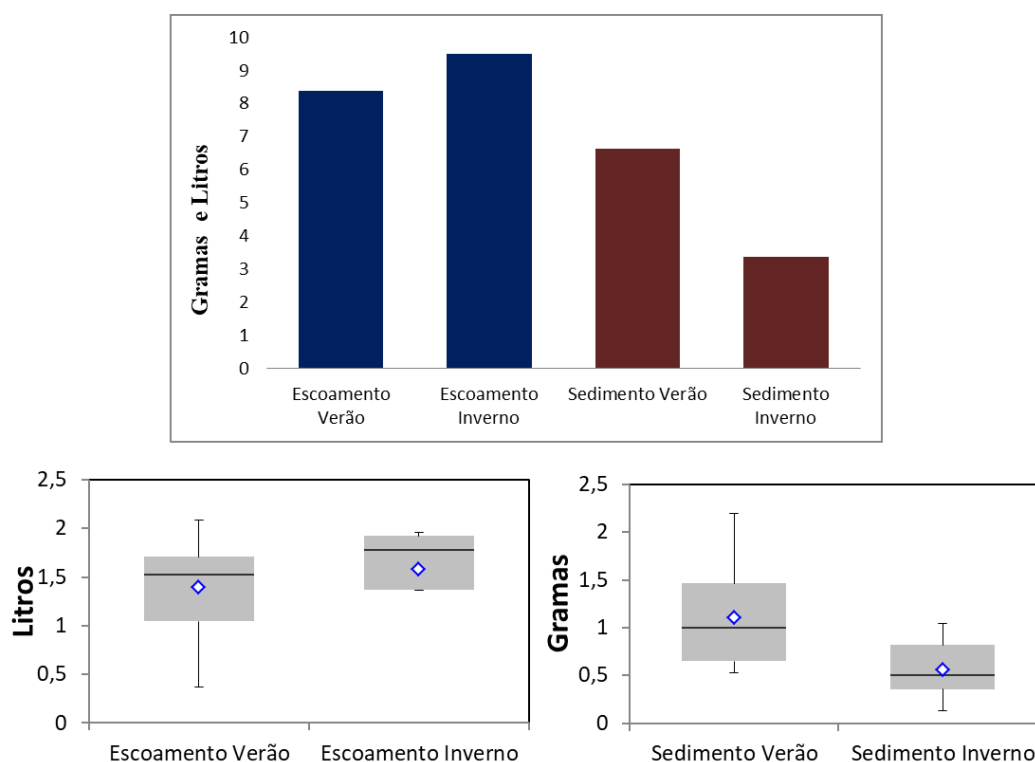 Gramas e Litros
10
9
8
7
6
5
4
3
2
1
0
Escoamento
Verão
Escoamento
Inverno
Sedimento Verão
Sedimento
Inverno
Litros
2,5
2
1,5
1
0,5
0
Escoamento Verão
Escoamento Inverno
Gramas
2,5
2
1,5
1
0,5
0
Sedimento Verão
Sedimento Inverno